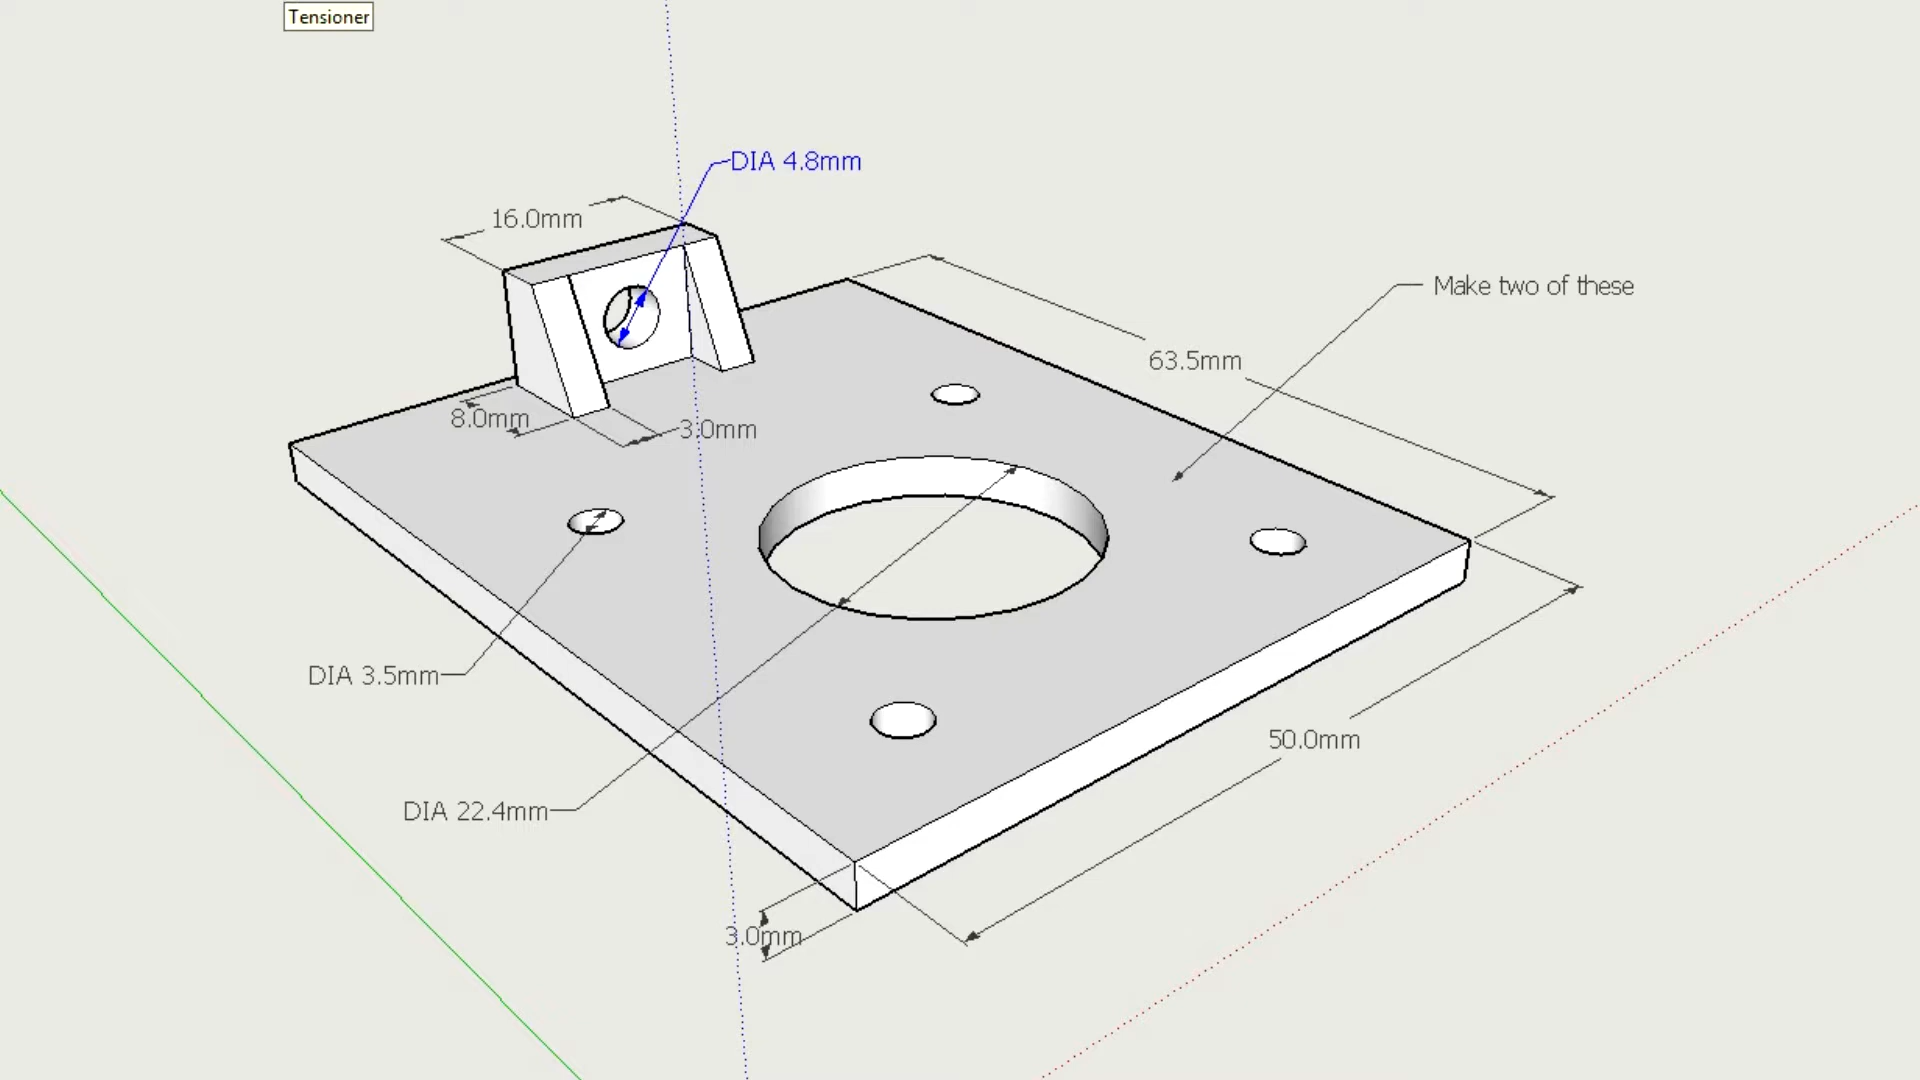 Tensioner
DIA 4.8mm
16.0mm
Make two of these
63.5mm
8.0mm
3.0mm
DIA 3.5mm
50.0mm
DIA 22.4mm
3.0mm